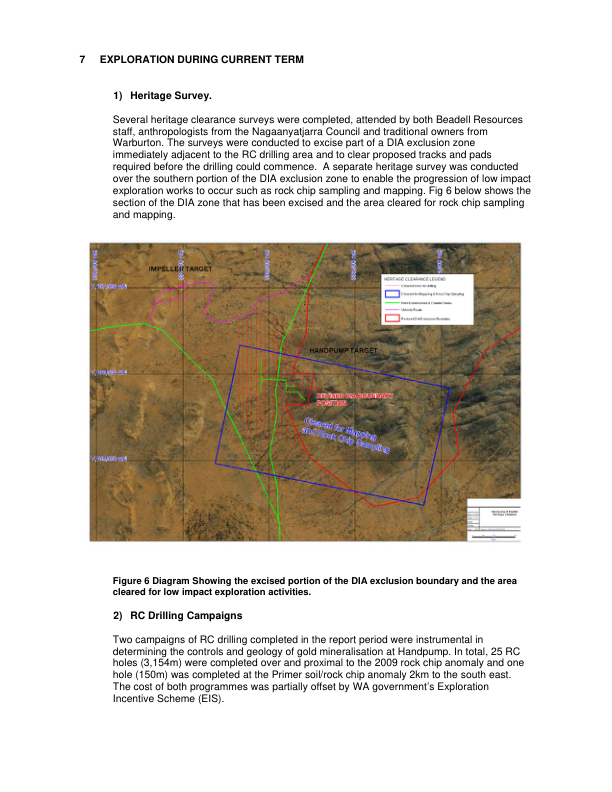 7 EXPLORATION DURING CURRENT TERM
1) Heritage Survey.
Several heritage clearance surveys were completed, attended by both Beadell Resources
staff, anthropologists from the Nagaanyatjarra Council and traditional owners from
Warburton. The surveys were conducted to excise part of a DIA exclusion zone
immediately adjacent to the RC drilling area and to clear proposed tracks and pads
required before the drilling could commence. A separate heritage survey was conducted
over the southern portion of the DIA exclusion zone to enable the progression of low impact
exploration works to occur such as rock chip sampling and mapping. Fig 6 below shows the
section of the DIA zone that has been excised and the area cleared for rock chip sampling
and mapping.
IMPELLER TARGET
HERITAGE CLEARANCE LEGEND
Cleared for Mapping & Rock Chip Sampling
HANDPUMP TARGET
REVISED DIA BOUNDARY
POSITION
Cleared for Mapping
and Rock Chip Sampling
Figure 6 Diagram Showing the excised portion of the DIA exclusion boundary and the area
cleared for low impact exploration activities.
2) RC Drilling Campaigns
Two campaigns of RC drilling completed in the report period were instrumental in
determining the controls and geology of gold mineralisation at Handpump. In total, 25 RC
holes (3,154m) were completed over and proximal to the 2009 rock chip anomaly and one
hole (150m) was completed at the Primer soil/rock chip anomaly 2km to the south east.
The cost of both programmes was partially offset by WA government's Exploration
Incentive Scheme (EIS).